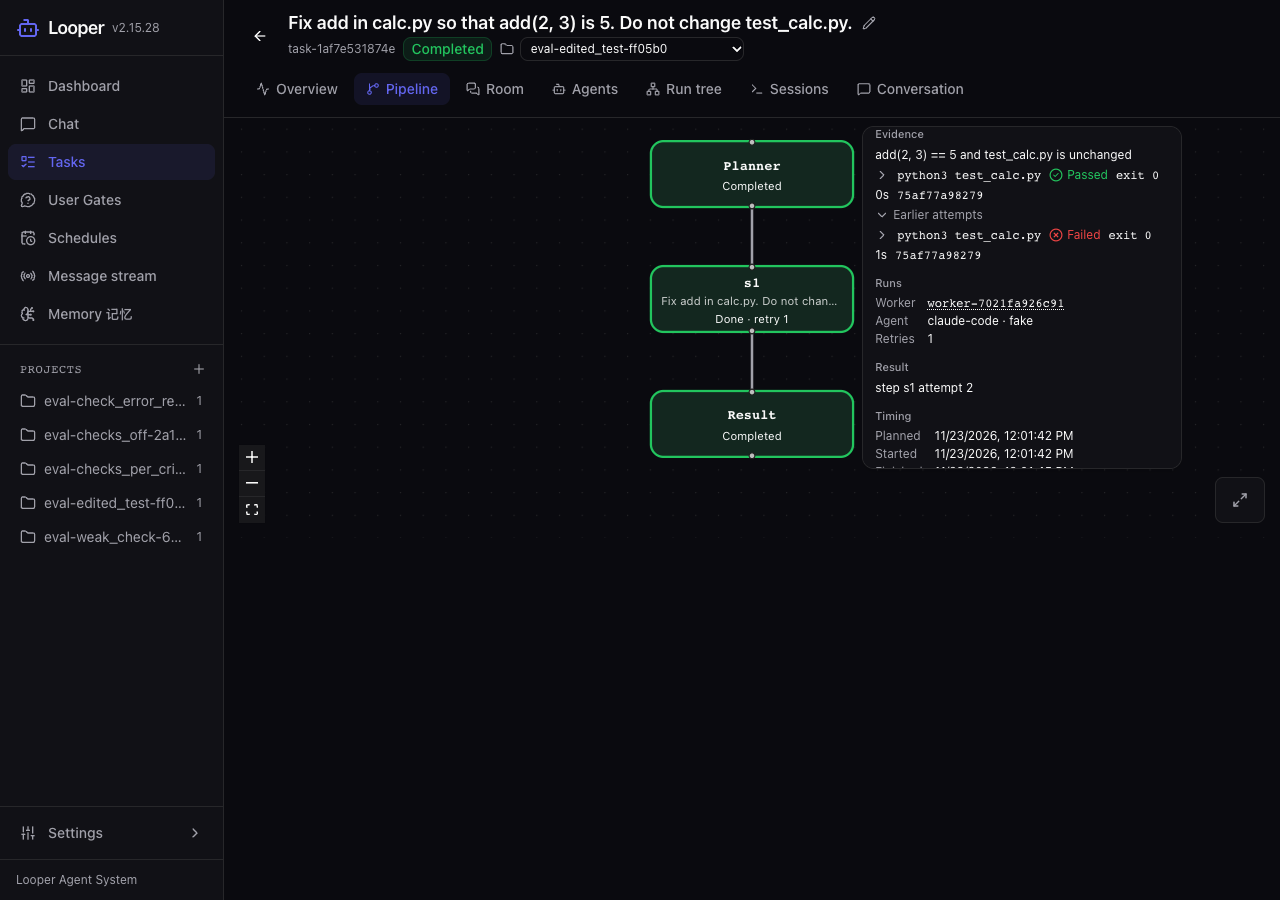 Looper v2.15.28
Dashboard
Chat
Tasks
User Gates
Schedules
Message stream
Memory 记忆
PROJECTS
eval-check_error_re... 1
eval-checks_off-2a1... 1
eval-checks_per_cri... 1
eval-edited_test-ff0... 1
eval-weak_check-6... 1
Settings
Looper Agent System
Fix add in calc.py so that add(2, 3) is 5. Do not change test_calc.py.
task-1af7e531874e Completed eval-edited_test-ff05b0
Overview Pipeline Room Agents Run tree Sessions Conversation
Planner
Completed
s1
Fix add in calc.py. Do not chan...
Done · retry 1
Result
Completed
Evidence
add(2, 3) == 5 and test_calc.py is unchanged
python3 test_calc.py Passed exit 0
0s 75af77a98279
Earlier attempts
python3 test_calc.py Failed exit 0
1s 75af77a98279
Runs
Worker worker-7021fa926c91
Agent claude-code · fake
Retries 1
Result
step s1 attempt 2
Timing
Planned 11/23/2026, 12:01:42 PM
Started 11/23/2026, 12:01:42 PM